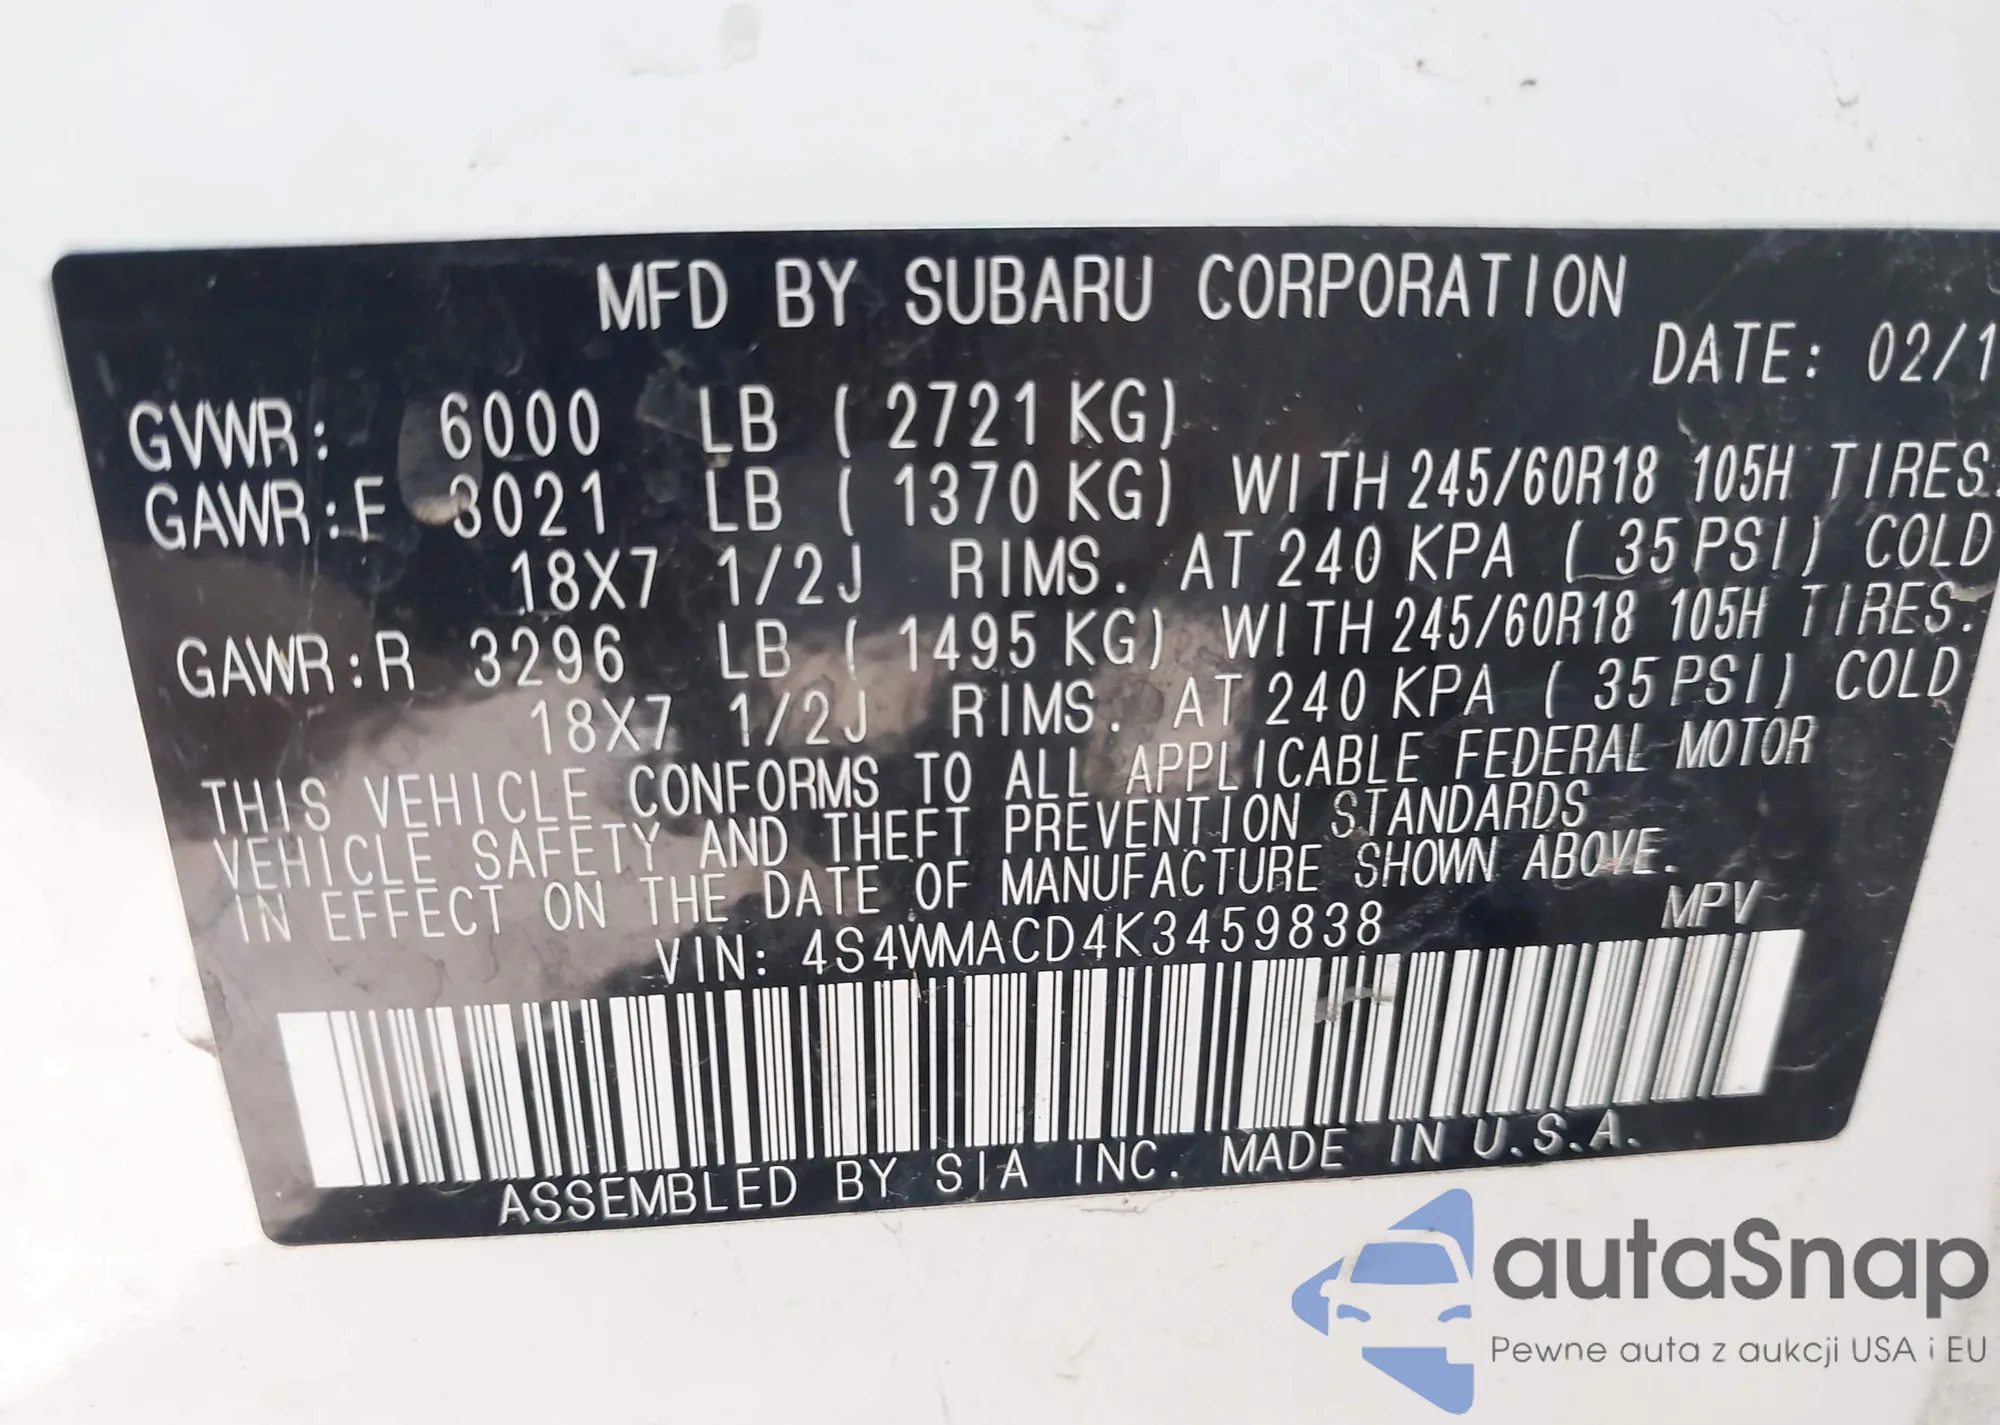 MFD BY SUBARU CORPORATION
DATE: 02/1
GVWR: 6000 LB ( 2721 KG)
GAWR:F 3021 LB ( 1370 KG) WITH 245/60R18 105H TIRES.
18X7 1/2J RIMS. AT 240 KPA ( 35 PSI) COLD
GAWR:R 3296 LB ( 1495 KG) WITH 245/60R18 105H TIRES.
18X7 1/2J RIMS. AT 240 KPA ( 35 PSI) COLD
THIS VEHICLE CONFORMS TO ALL APPLICABLE FEDERAL MOTOR
VEHICLE SAFETY AND THEFT PREVENTION STANDARDS
IN EFFECT ON THE DATE OF MANUFACTURE SHOWN ABOVE.
VIN: 4S4WMACD4K3459838 MPV
ASSEMBLED BY SIA INC. MADE IN U.S.A.
autaSnap
Pewne auta z aukcji USA i EU